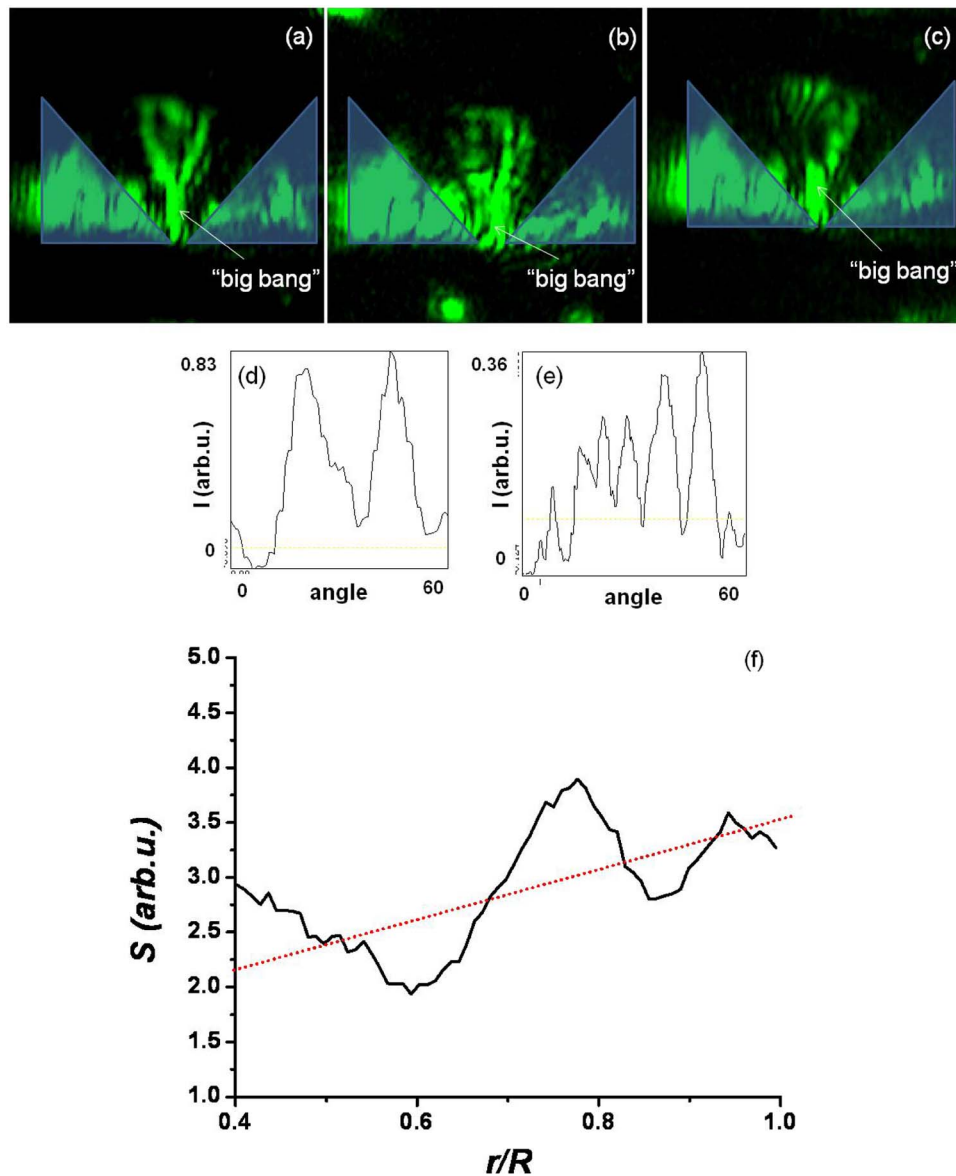 (a)
(b)
(c)
"big bang"
"big bang"
"big bang"
(d)
0.83
I (arb.u.)
0
0
angle
60
(e)
0.36
I (arb.u.)
0
0
angle
60
(f)
5.0
4.5
4.0
3.5
3.0
2.5
2.0
1.5
1.0
S (arb.u.)
0.4
0.6
0.8
1.0
r/R